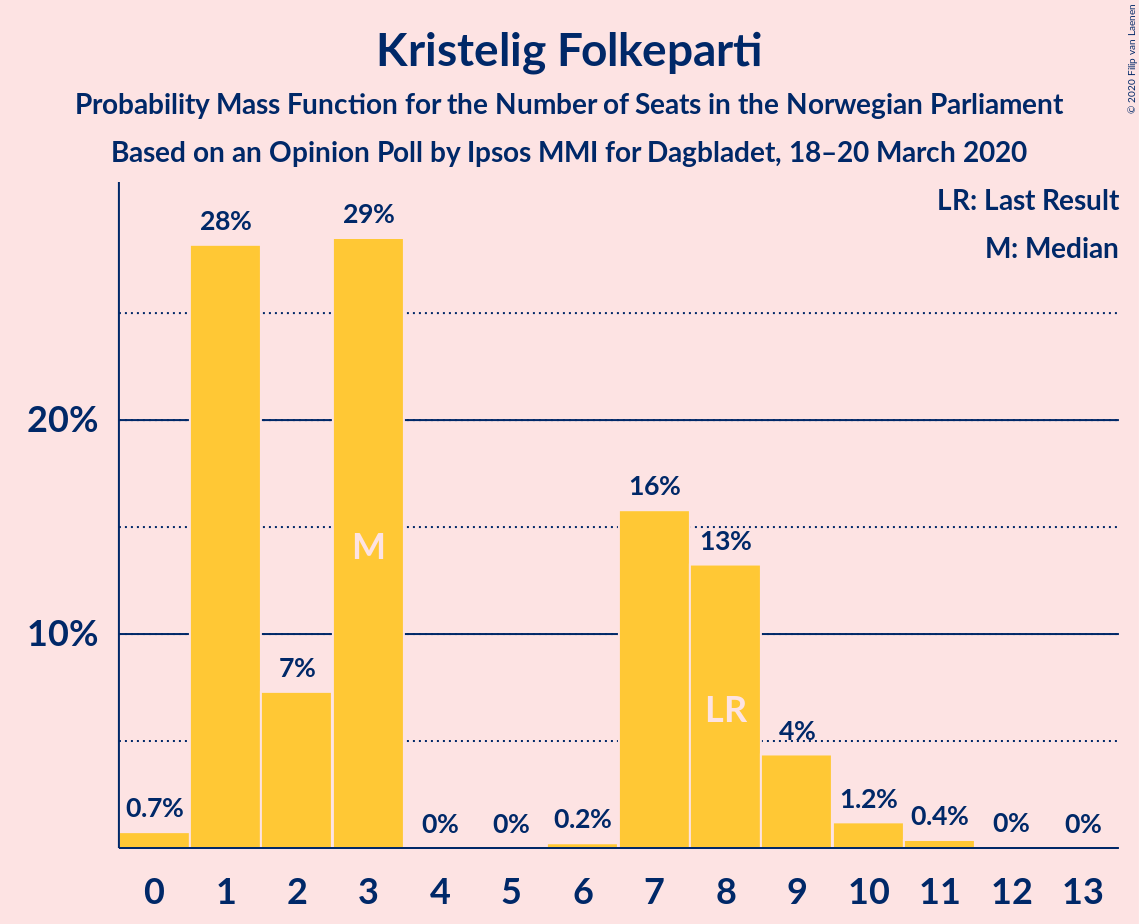 Kristelig Folkeparti
Probability Mass Function for the Number of Seats in the Norwegian Parliament
Based on an Opinion Poll by Ipsos MMI for Dagbladet, 18–20 March 2020
© 2020 Filip van Laenen
LR: Last Result
M: Median
28%
29%
20%
16%
13%
M
10%
7%
LR
4%
0.7%
0%
0%
0.2%
1.2%
0.4%
0%
0%
0 1 2 3 4 5 6 7 8 9 10 11 12 13